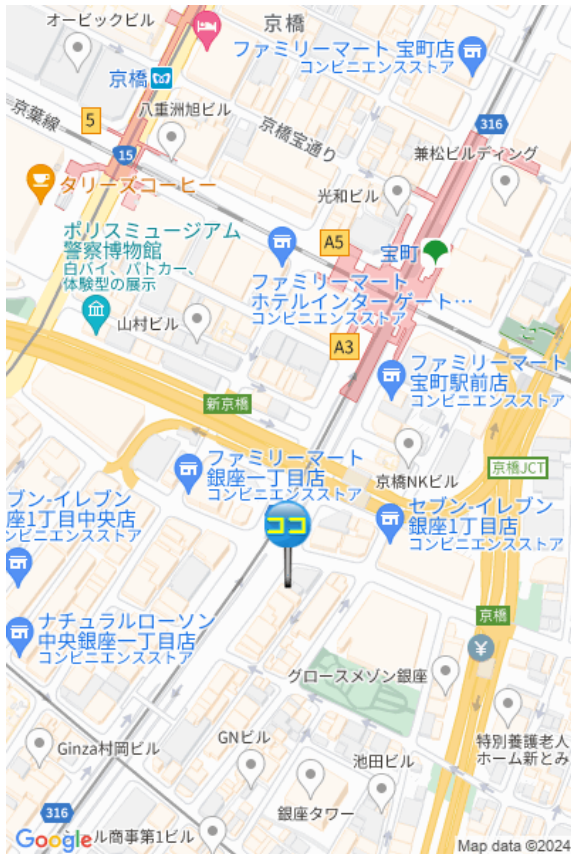 オービックビル
京橋
ファミリーマート 宝町店
コンビニエンスストア
京橋
京葉線
5
八重洲旭ビル
京橋宝通り
316
15
兼松ビルディング
タリーズコーヒー
光和ビル
ポリスミュージアム
警察博物館
白バイ、パトカー、
体験型の展示
A5
宝町
ファミリーマート
ホテルインターゲート…
コンビニエンスストア
山村ビル
A3
ファミリーマート
宝町駅前店
コンビニエンスストア
新京橋
ファミリーマート
銀座一丁目店
コンビニエンスストア
京橋NKビル
京橋JCT
ブン-イレブン
座1丁目中央店
ンビニエンスストア
ココ
セブン-イレブン
銀座1丁目店
コンビニエンスストア
ナチュラルローソン
中央銀座一丁目店
コンビニエンスストア
京橋
¥
グロースメゾン銀座
Ginza村岡ビル
GNビル
池田ビル
特別養護老人
ホーム新とみ
316
銀座タワー
Google
ル商事第1ビル
Map data ©2024